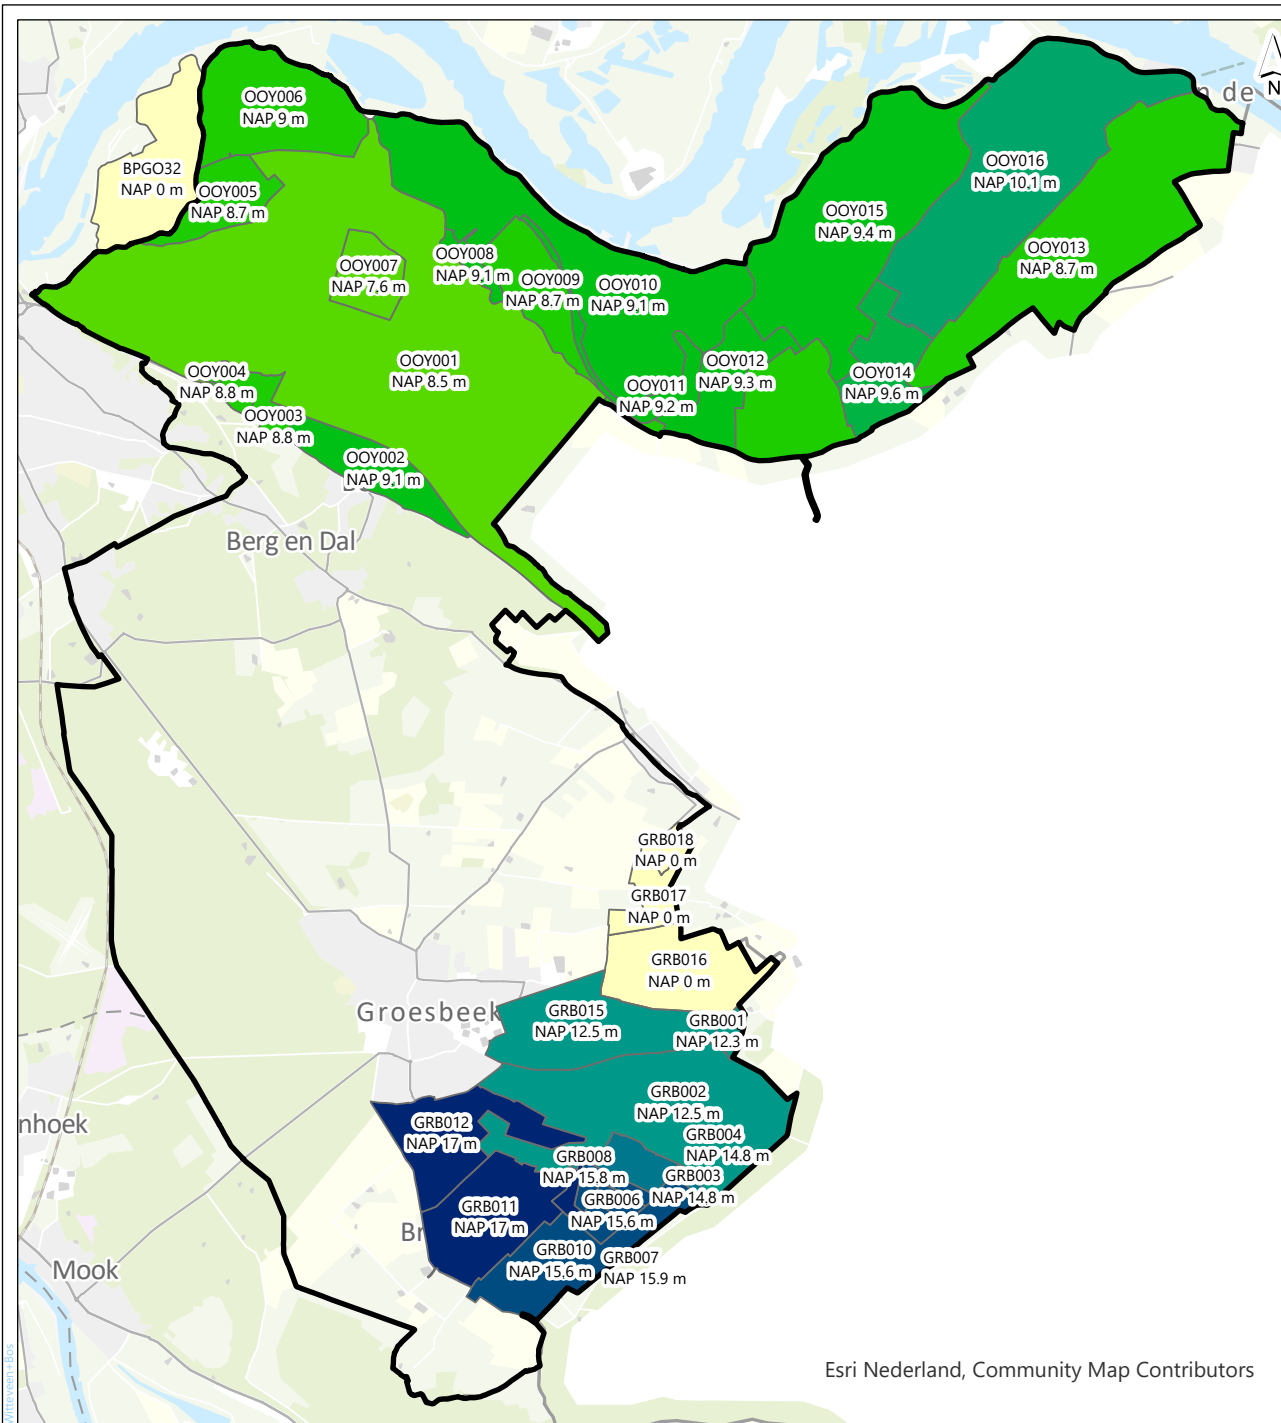 n de
N
OOY006
NAP 9 m
BPGO32
NAP 0 m
OOY005
NAP 8.7 m
OOY016
NAP 10.1 m
OOY015
NAP 9.4 m
OOY013
NAP 8.7 m
OOY008
NAP 9.1 m
OOY007
NAP 7.6 m
OOY009
NAP 8.7 m
OOY010
NAP 9.1 m
OOY001
NAP 8.5 m
OOY012
NAP 9.3 m
OOY004
NAP 8.8 m
OOY011
NAP 9.2 m
OOY014
NAP 9.6 m
OOY003
NAP 8.8 m
OOY002
NAP 9.1 m
Berg en Dal
GRB018
NAP 0 m
GRB017
NAP 0 m
GRB016
NAP 0 m
Groesbeek
GRB015
NAP 12.5 m
GRB001
NAP 12.3 m
GRB002
NAP 12.5 m
nhoek
GRB012
NAP 17 m
GRB004
NAP 14.8 m
GRB008
NAP 15.8 m
GRB003
NAP 14.8 m
GRB006
NAP 15.6 m
GRB011
NAP 17 m
Br
GRB010
NAP 15.6 m
GRB007
NAP 15.9 m
Mook
Esri Nederland, Community Map Contributors
Witteveen+Bos